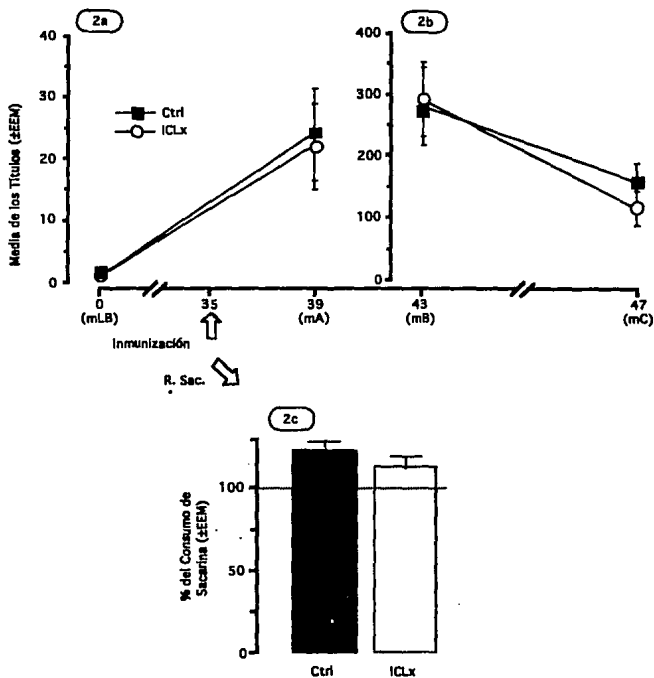 2a
2b
40
30
20
10
0
Media de los Títulos (±EEM)
Ctrl
ICLx
400
300
200
100
0
0
35
39
43
47
(mLB)
(mA)
(mB)
(mC)
Inmunización
R. Sac.
2c
% del Consumo de
Sacarina (±EEM)
100
50
0
Ctrl
ICLx